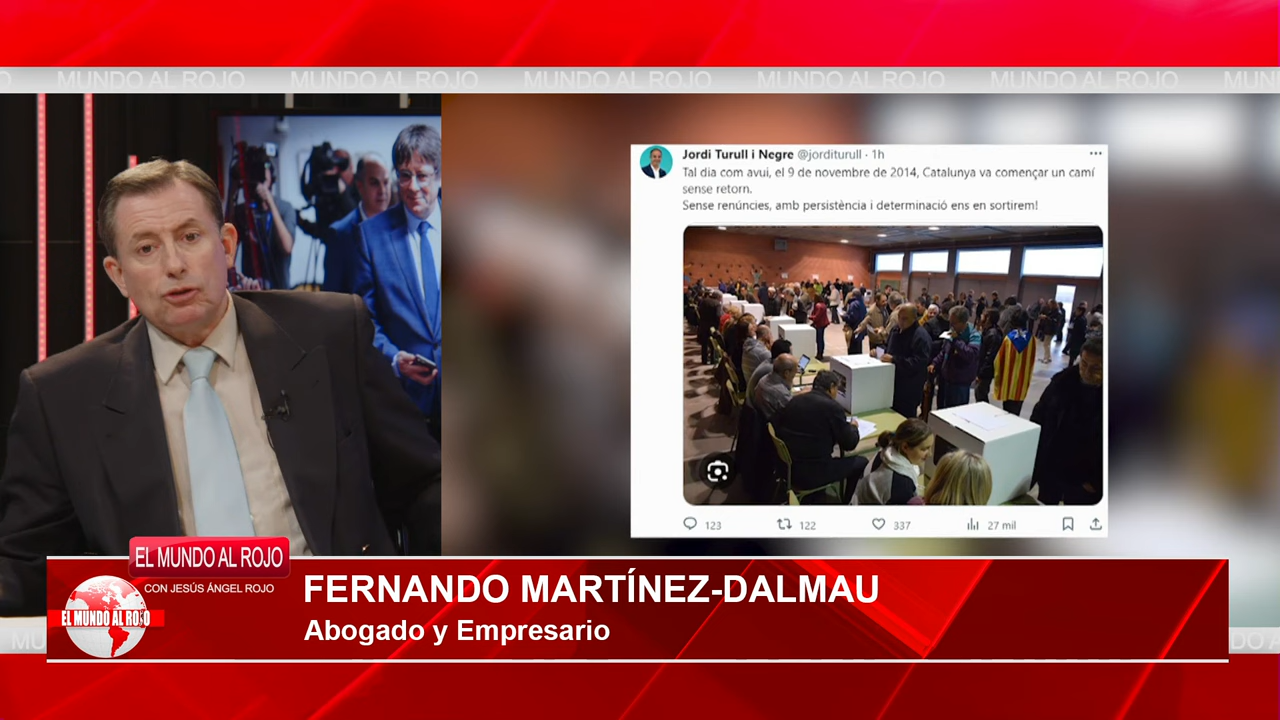 MUNDO AL ROJO MUNDO AL ROJO MUNDO AL ROJO MUNDO AL ROJO MUNDO AL ROJO MUN
Jordi Turull i Negre @jorditurull · 1h
Tal dia com avui, el 9 de novembre de 2014, Catalunya va començar un camí
sense retorn.
Sense renúncies, amb persistència i determinació ens en sortirem!
123 122 337 27 mil
EL MUNDO AL ROJO
CON JESÚS ÁNGEL ROJO
EL MUNDO AL ROJO
FERNANDO MARTÍNEZ-DALMAU
Abogado y Empresario